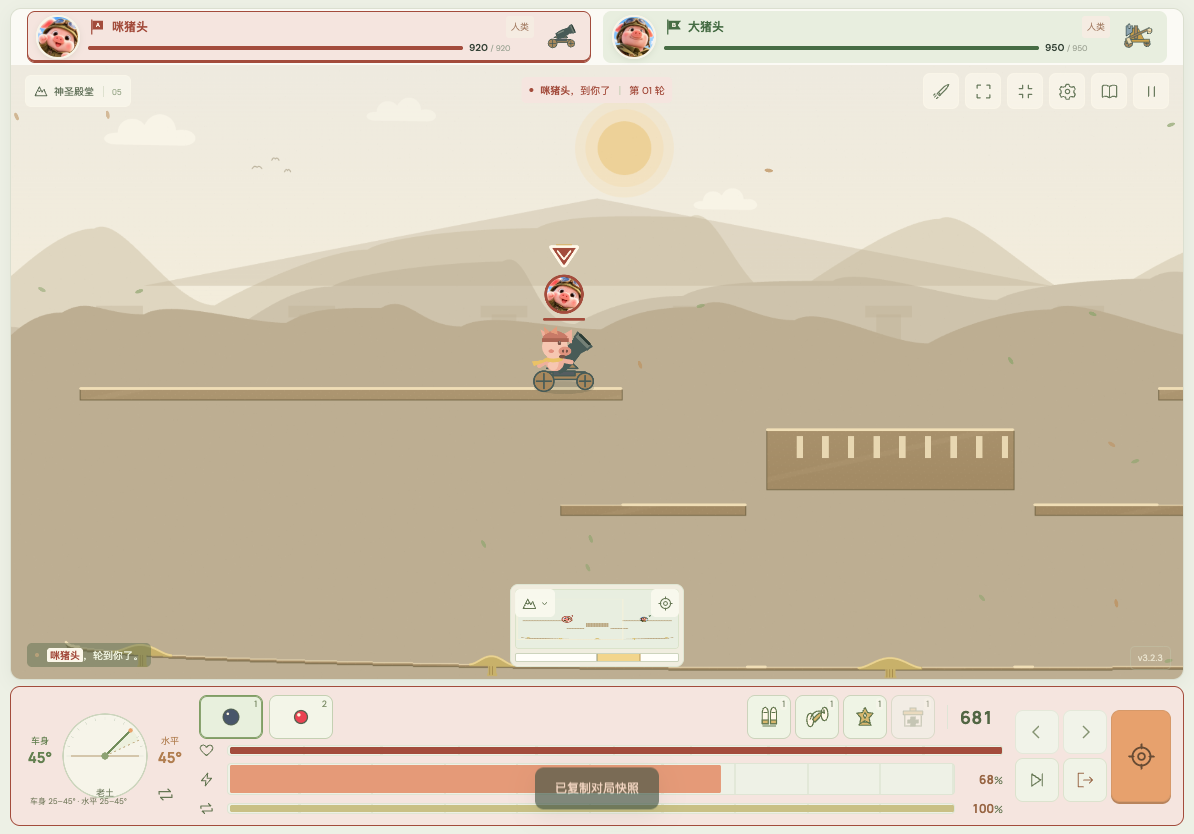 A 咪猪头
人类
920 / 920
B 大猪头
人类
950 / 950
神圣殿堂 05
咪猪头，到你了 第 01 轮
咪猪头，轮到你了。
v3.2.3
车身
45°
水平
45°
老土
车身 25–45° · 水平 25–45°
1
2
1
1
1
1
681
68%
100%
已复制对局快照